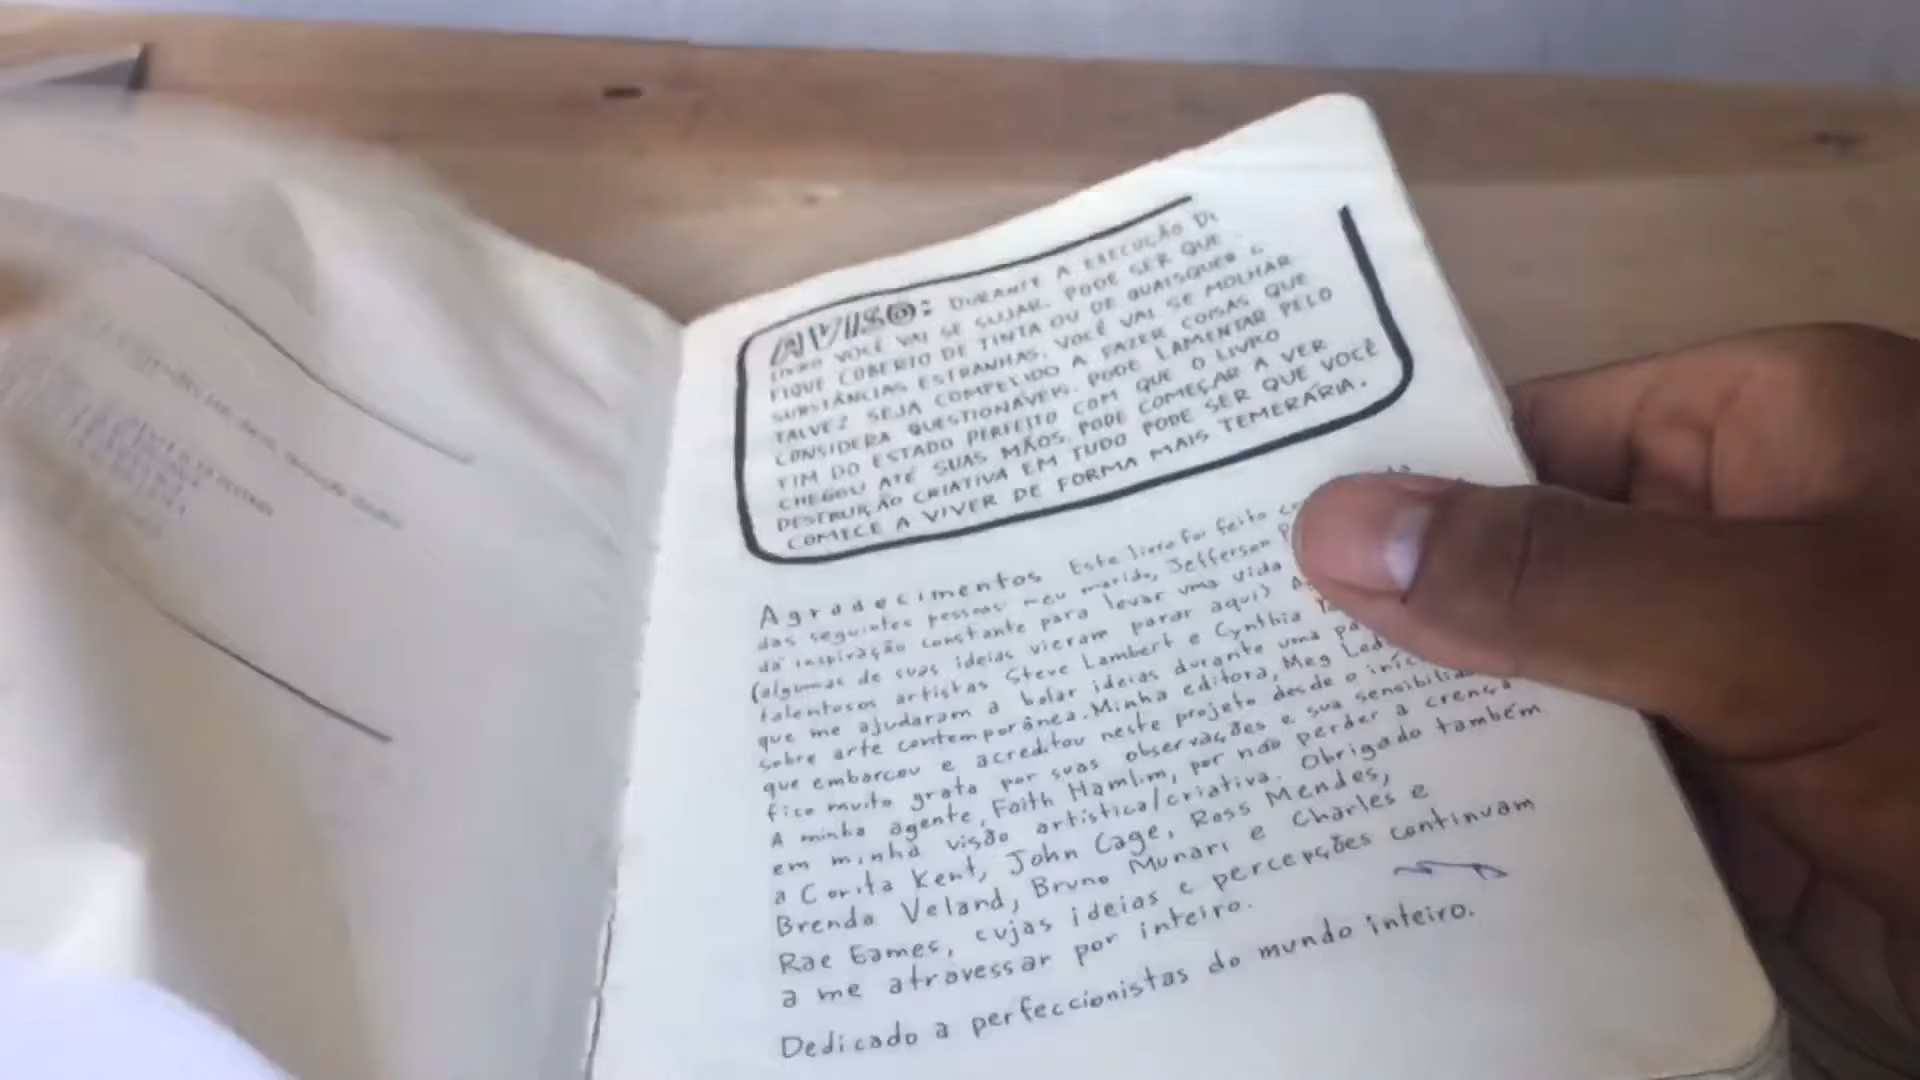 AVISO: DURANTE A EXECUÇÃO DE
LIVRO VOCÊ VAI SE SUJAR. PODE SER QUE
FIQUE COBERTO DE TINTA OU DE QUAISQUER
SUBSTÂNCIAS ESTRANHAS. VOCÊ VAI SE MOLHAR.
TALVEZ SEJA COMPELIDO A FAZER COISAS QUE
CONSIDERA QUESTIONÁVEIS. PODE LAMENTAR PELO
FIM DO ESTADO PERFEITO COM QUE O LIVRO
CHEGOU ATÉ SUAS MÃOS. PODE COMEÇAR A VER
DESTRUIÇÃO CRIATIVA EM TUDO PODE SER QUE VOCÊ
COMECE A VIVER DE FORMA MAIS TEMERÁRIA.
Agradecimentos Este livro foi feito
das seguintes pessoas: meu marido, Jefferson
dá inspiração constante para levar uma vida
(algumas de suas ideias vieram parar aqui)
talentosos artistas Steve Lambert e Cynthia
que me ajudaram a bolar ideias durante uma
sobre arte contemporânea. Minha editora, Meg
que embarcou e acreditou neste projeto desde o
fico muito grata por suas observações e sua
A minha agente, Faith Hamlim, por não perder a crença
em minha visão artística/criativa. Obrigado também
a Corita Kent, John Cage, Ross Mendes,
Brenda Veland, Bruno Munari e Charles e
Rae Eames, cujas ideias e percepções continuam
a me atravessar por inteiro.
Dedicado a perfeccionistas do mundo inteiro.